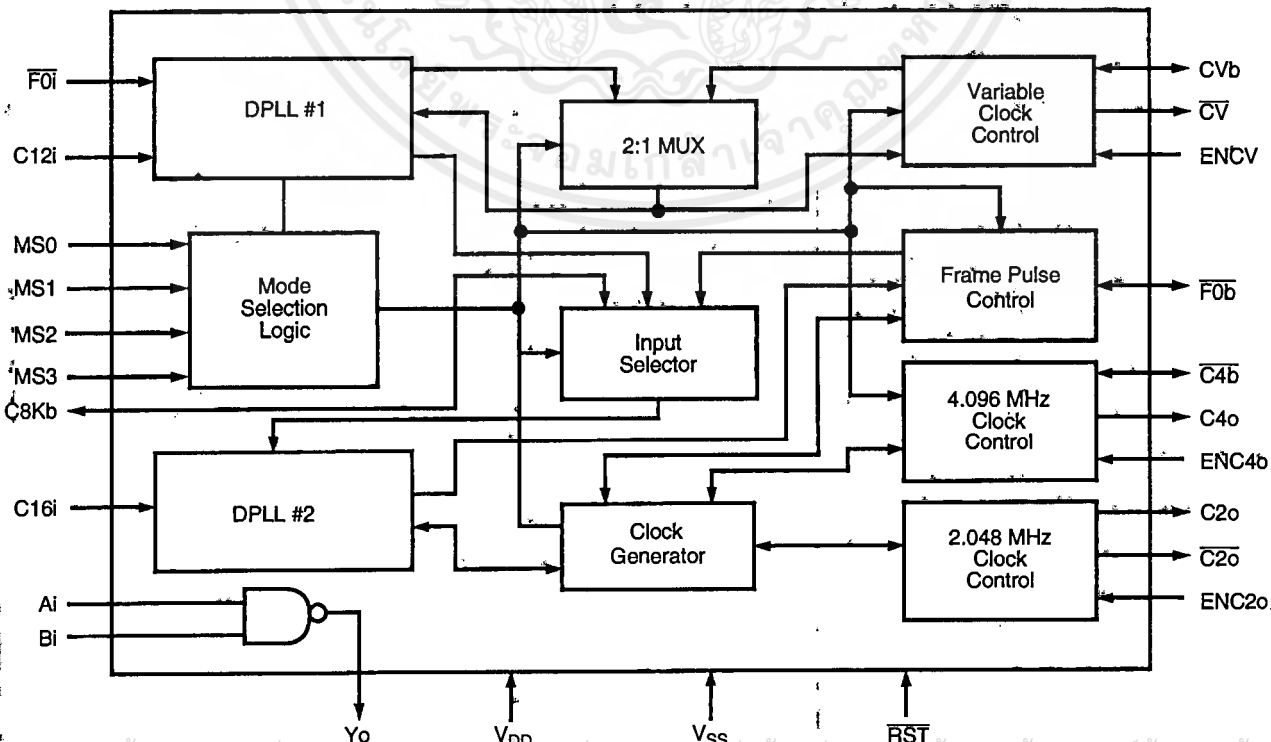 F0i
C12i
MS0
MS1
MS2
MS3
C8Kb
C16i
Ai
Bi
DPLL #1
Mode
Selection
Logic
DPLL #2
2:1 MUX
Input
Selector
Clock
Generator
Variable
Clock
Control
Frame Pulse
Control
4.096 MHz
Clock
Control
2.048 MHz
Clock
Control
CVb
CV
ENCV
F0b
C4b
C4o
ENC4o
C2o
C2o
ENC2o
Yo
VDD
VSS
RST